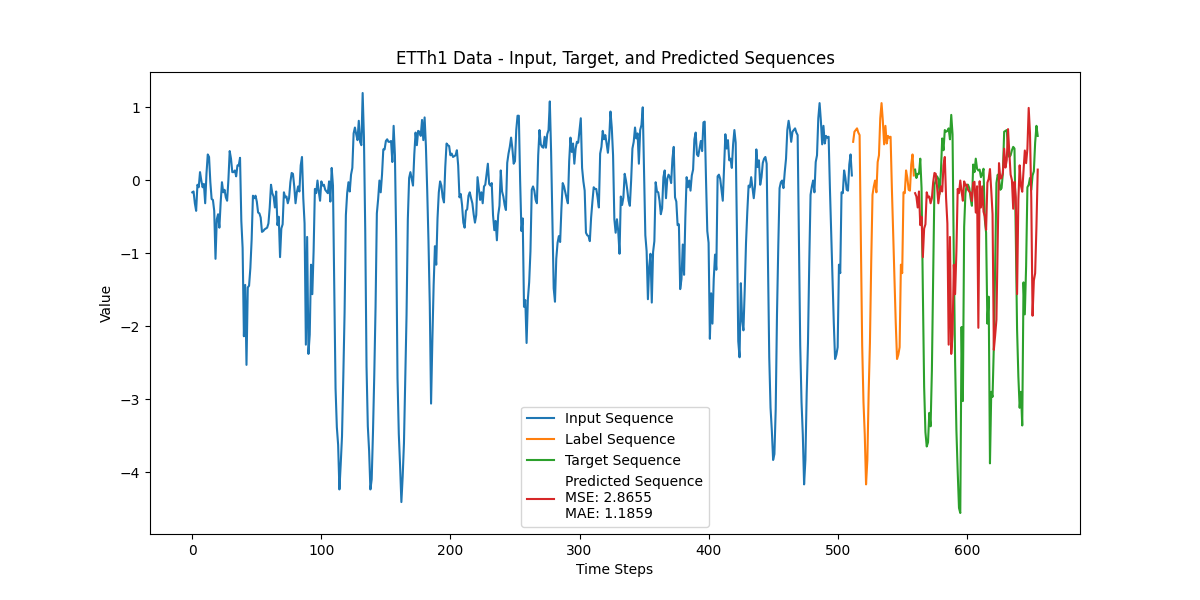 ETTh1 Data - Input, Target, and Predicted Sequences
1
0
−1
−2
−3
−4
Value
0
100
200
300
400
500
600
Time Steps
Input Sequence
Label Sequence
Target Sequence
Predicted Sequence
MSE: 2.8655
MAE: 1.1859